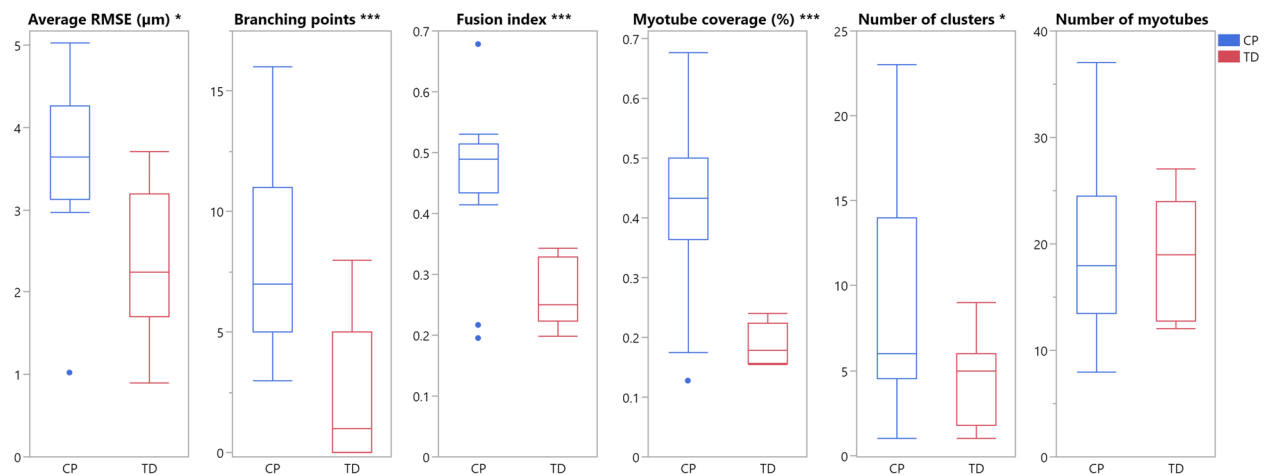 Average RMSE (µm) *
Branching points ***
Fusion index ***
Myotube coverage (%) ***
Number of clusters *
Number of myotubes
CP
TD
5
4
3
2
1
0
CP
TD
15
10
5
0
CP
TD
0.7
0.6
0.5
0.4
0.3
0.2
0.1
0
CP
TD
0.7
0.6
0.5
0.4
0.3
0.2
0.1
0
CP
TD
25
20
15
10
5
0
CP
TD
40
30
20
10
0
CP
TD